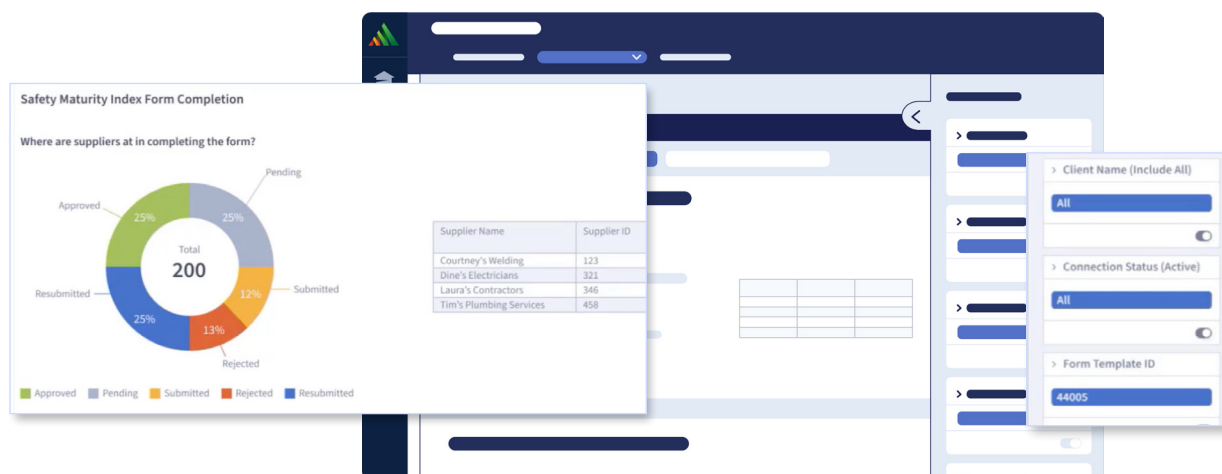 Safety Maturity Index Form Completion
Where are suppliers at in completing the form?
Pending
Approved
25%
25%
Total
200
Resubmitted
12%
Submitted
25%
13%
Rejected
Approved Pending Submitted Rejected Resubmitted
Supplier Name Supplier ID
Courtney's Welding 123
Dine's Electricians 321
Laura's Contractors 346
Tim's Plumbing Services 458
Client Name (Include All)
All
Connection Status (Active)
All
Form Template ID
44005